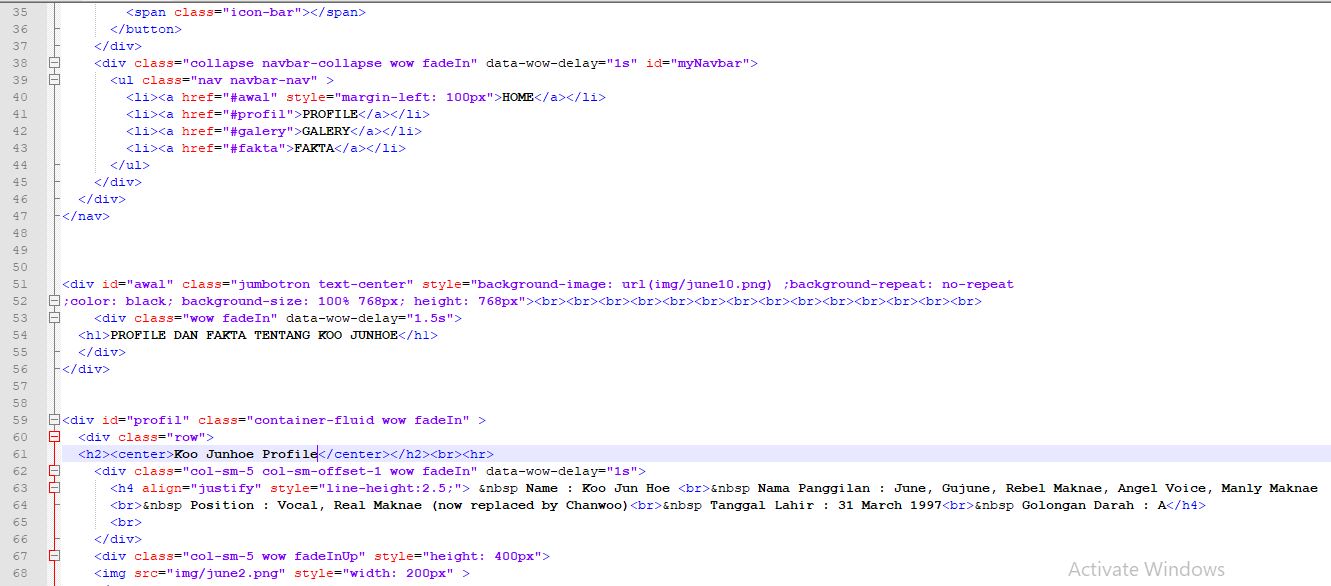 35 <span class="icon-bar"></span>
36 </button>
37 </div>
38 <div class="collapse navbar-collapse wow fadeIn" data-wow-delay="1s" id="myNavbar">
39 <ul class="nav navbar-nav" >
40 <li><a href="#awal" style="margin-left: 100px">HOME</a></li>
41 <li><a href="#profil">PROFILE</a></li>
42 <li><a href="#galery">GALERY</a></li>
43 <li><a href="#fakta">FAKTA</a></li>
44 </ul>
45 </div>
46 </div>
47 </nav>
48
49
50
51 <div id="awal" class="jumbotron text-center" style="background-image: url(img/june10.png) ;background-repeat: no-repeat
52 ;color: black; background-size: 100% 768px; height: 768px"><br><br><br><br><br><br><br><br><br><br><br><br><br><br>
53 <div class="wow fadeIn" data-wow-delay="1.5s">
54 <h1>PROFILE DAN FAKTA TENTANG KOO JUNHOE</h1>
55 </div>
56 </div>
57
58
59 <div id="profil" class="container-fluid wow fadeIn" >
60 <div class="row">
61 <h2><center>Koo Junhoe Profile</center></h2><br><hr>
62 <div class="col-sm-5 col-sm-offset-1 wow fadeIn" data-wow-delay="1s">
63 <h4 align="justify" style="line-height:2.5;"> &nbsp Name : Koo Jun Hoe <br>&nbsp Nama Panggilan : June, Gujune, Rebel Maknae, Angel Voice, Manly Maknae
64 <br>&nbsp Position : Vocal, Real Maknae (now replaced by Chanwoo)<br>&nbsp Tanggal Lahir : 31 March 1997<br>&nbsp Golongan Darah : A</h4>
65 <br>
66 </div>
67 <div class="col-sm-5 wow fadeInUp" style="height: 400px">
68 <img src="img/june2.png" style="width: 200px" >
Activate Windows